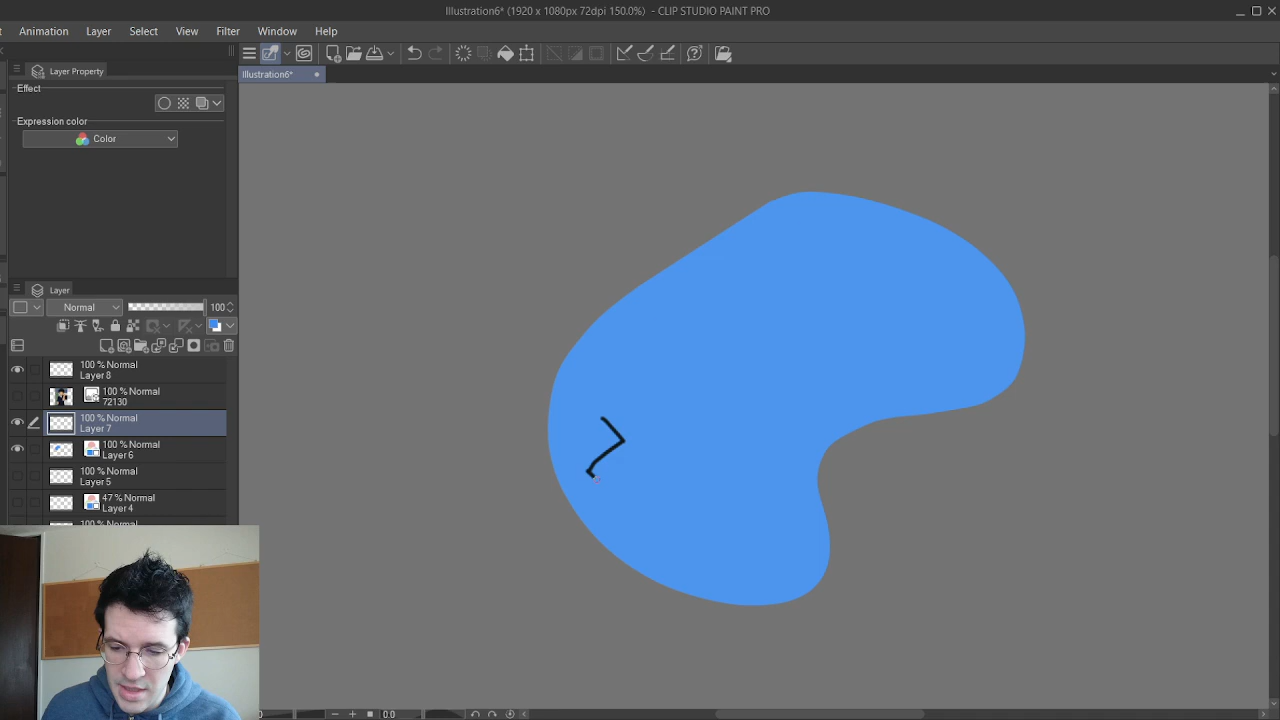 Illustration6* (1920 x 1080px 72dpi 150.0%) - CLIP STUDIO PAINT PRO
Animation Layer Select View Filter Window Help
Layer Property
Illustration6*
Effect
Expression color
Color
Layer
Normal 100
100 % Normal
Layer 8
100 % Normal
72130
100 % Normal
Layer 7
100 % Normal
Layer 6
100 % Normal
Layer 5
47 % Normal
Layer 4
100 % Normal
0.0